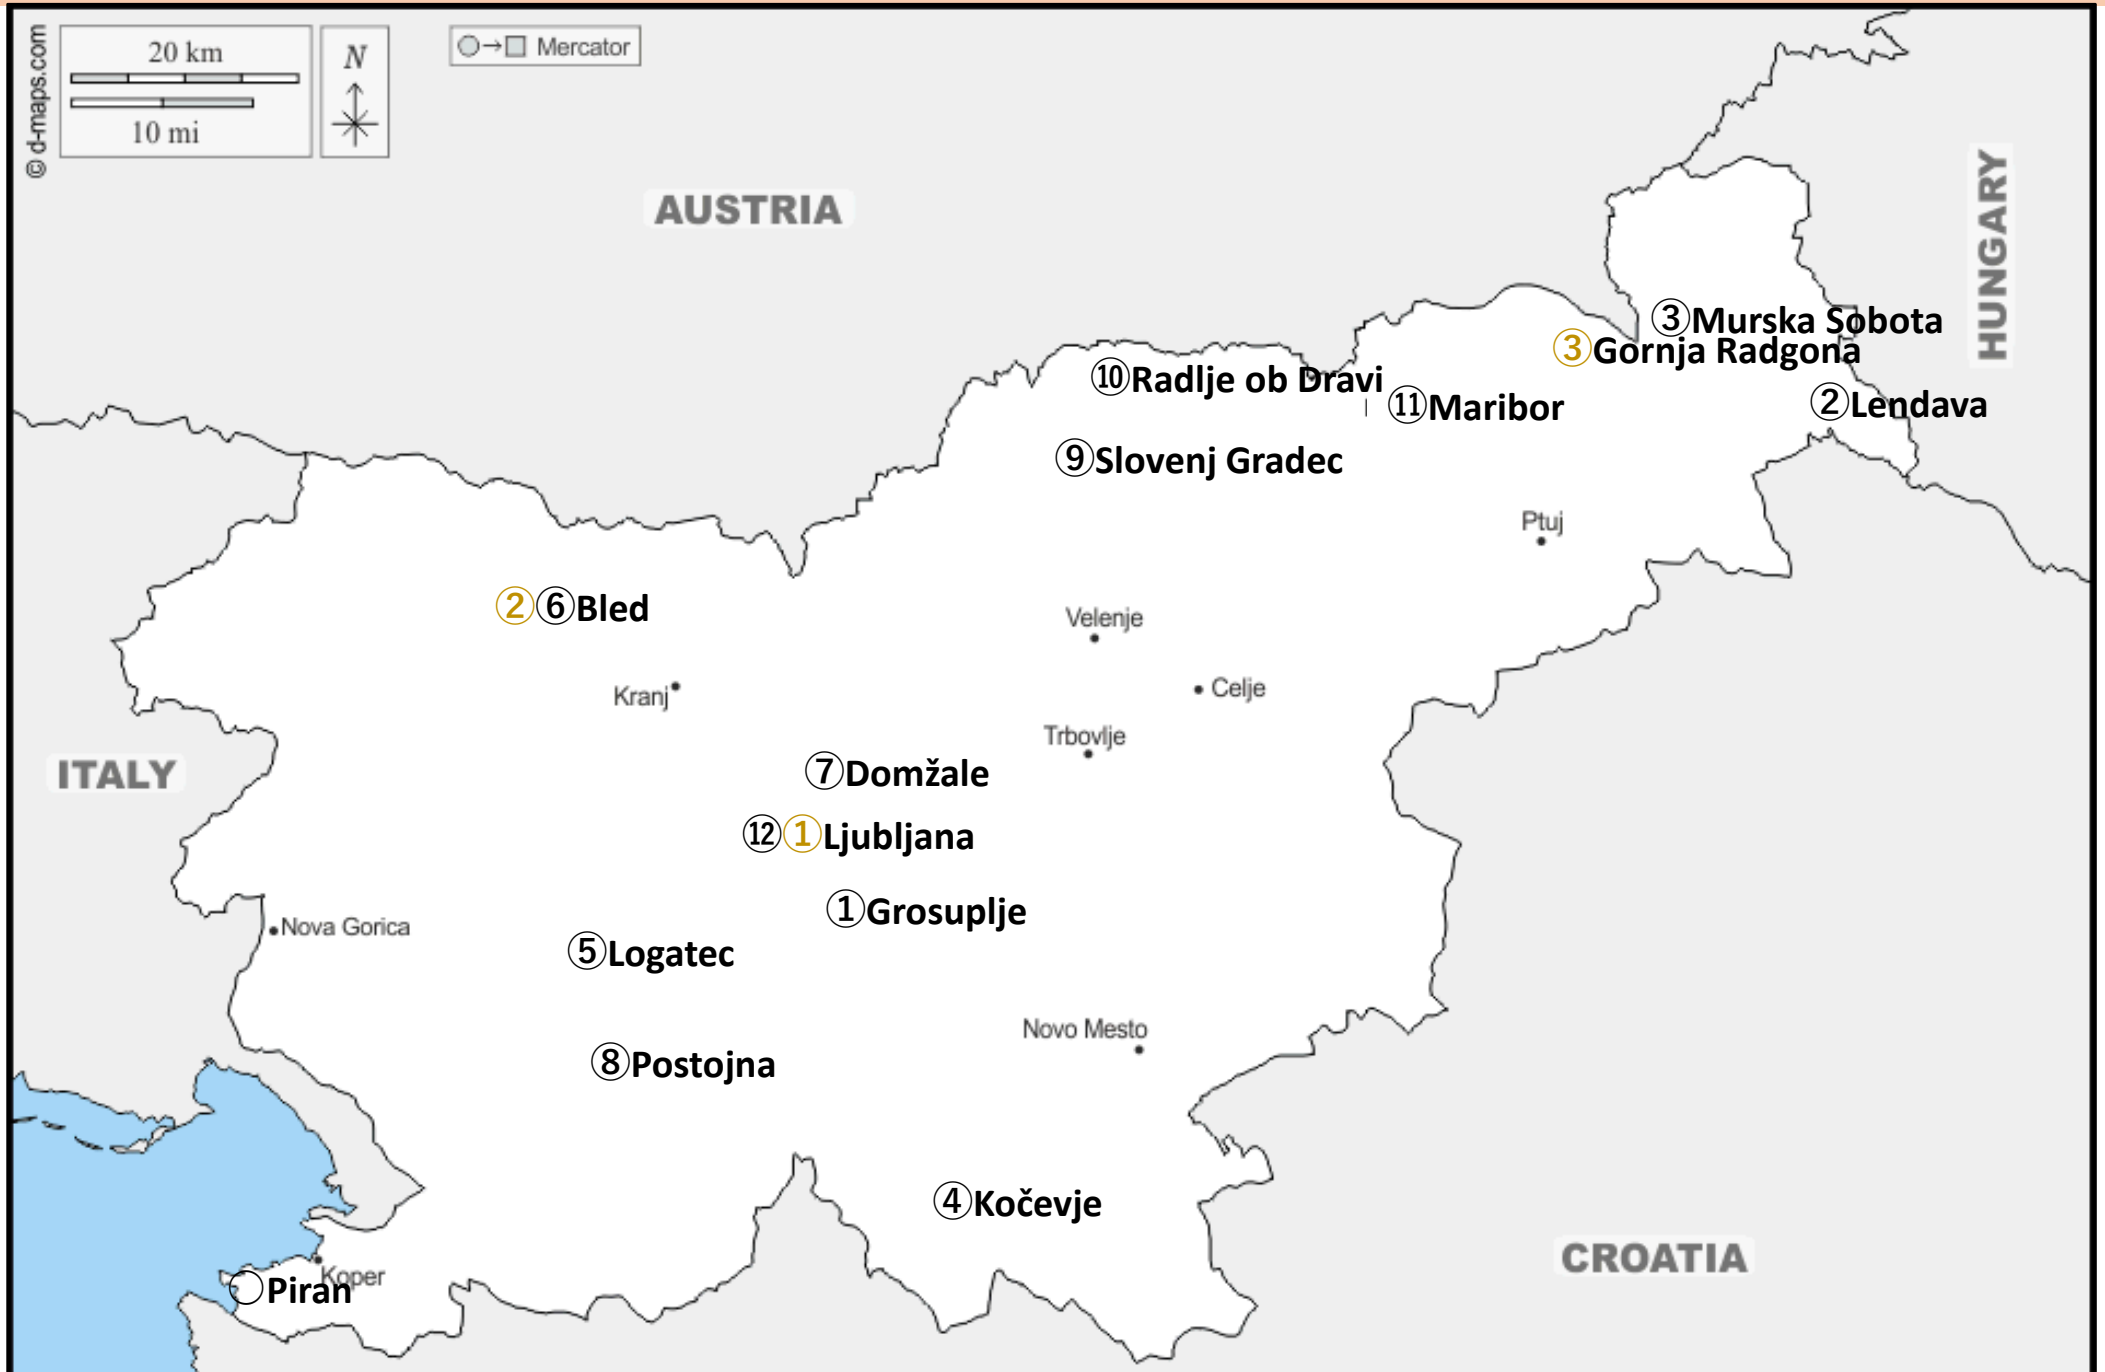 © d-maps.com
20 km
10 mi
N
Mercator
AUSTRIA
HUNGARY
③Murska Sobota
③Gornja Radgona
⑩Radlje ob Dravi
⑪Maribor
②Lendava
⑨Slovenj Gradec
Ptuj
②⑥Bled
Velenje
Kranj
Celje
Trbovlje
ITALY
⑦Domžale
⑫①Ljubljana
①Grosuplje
Nova Gorica
⑤Logatec
Novo Mesto
⑧Postojna
④Kočevje
CROATIA
Koper
○Piran